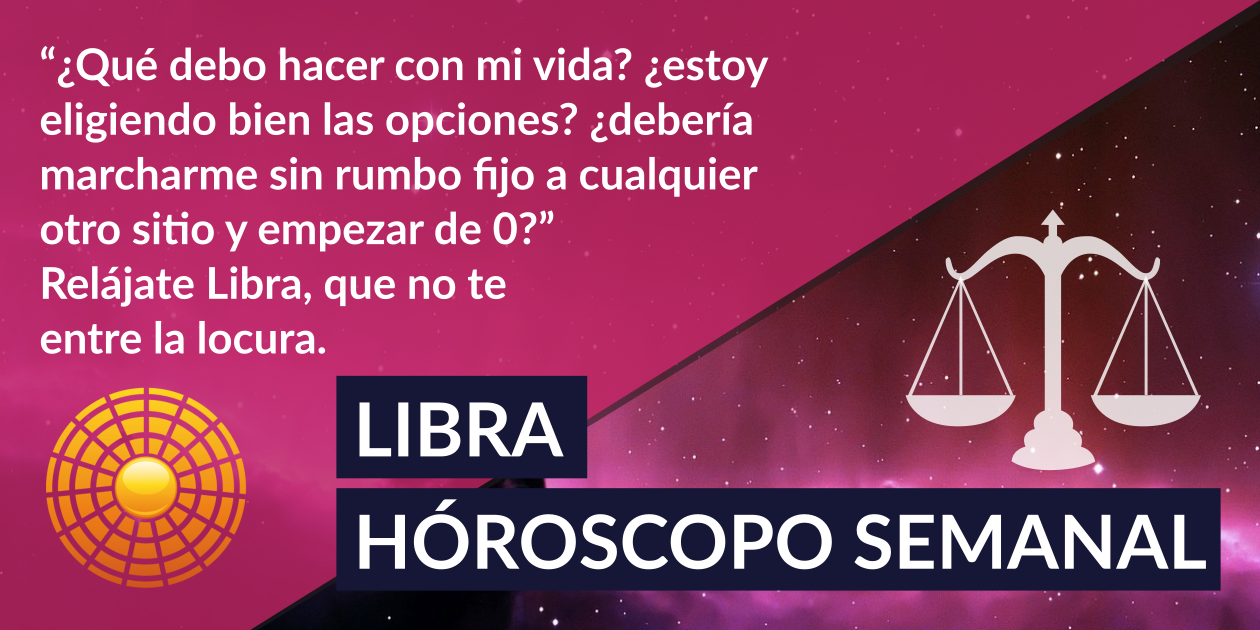 “¿Qué debo hacer con mi vida? ¿estoy
eligiendo bien las opciones? ¿debería
marcharme sin rumbo fijo a cualquier
otro sitio y empezar de 0?”
Relájate Libra, que no te
entre la locura.
LIBRA
HÓROSCOPO SEMANAL